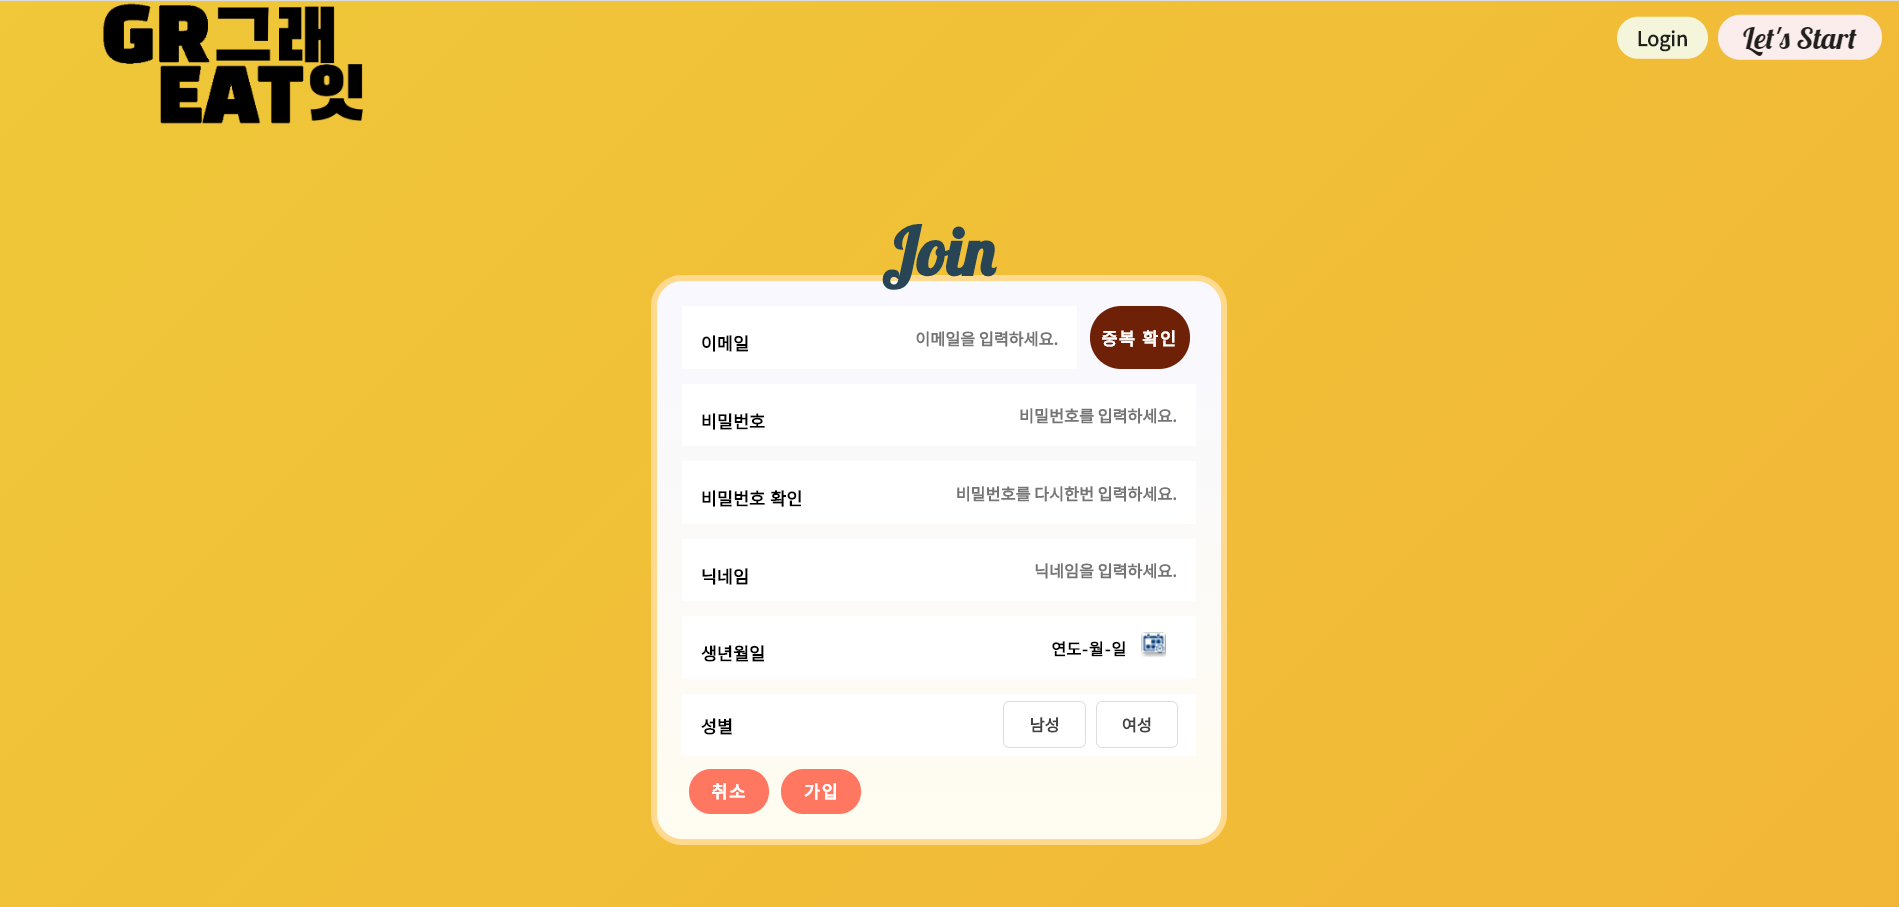 GR그래
EAT잇
Login
Let's Start
Join
이메일 이메일을 입력하세요. 중복 확인
비밀번호 비밀번호를 입력하세요.
비밀번호 확인 비밀번호를 다시한번 입력하세요.
닉네임 닉네임을 입력하세요.
생년월일 연도-월-일
성별 남성 여성
취소 가입